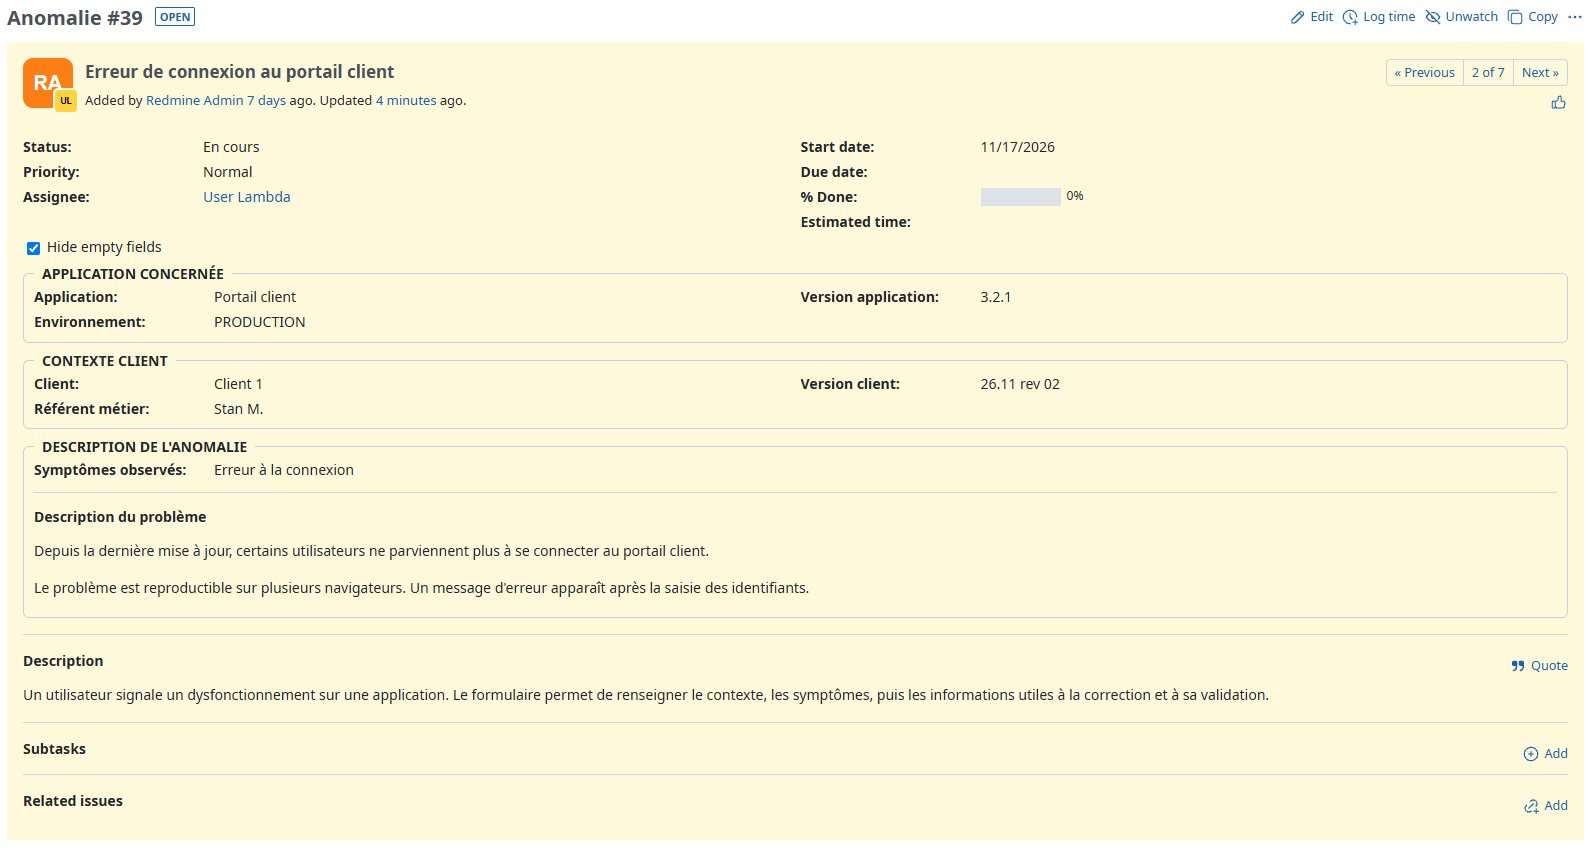 Anomalie #39 OPEN
Edit Log time Unwatch Copy ...
RA
UL
Erreur de connexion au portail client
Added by Redmine Admin 7 days ago. Updated 4 minutes ago.
« Previous 2 of 7 Next »
Status: En cours
Priority: Normal
Assignee: User Lambda
Start date: 11/17/2026
Due date:
% Done: 0%
Estimated time:
Hide empty fields
APPLICATION CONCERNÉE
Application: Portail client
Version application: 3.2.1
Environnement: PRODUCTION
CONTEXTE CLIENT
Client: Client 1
Version client: 26.11 rev 02
Référent métier: Stan M.
DESCRIPTION DE L'ANOMALIE
Symptômes observés: Erreur à la connexion
Description du problème
Depuis la dernière mise à jour, certains utilisateurs ne parviennent plus à se connecter au portail client.
Le problème est reproductible sur plusieurs navigateurs. Un message d'erreur apparaît après la saisie des identifiants.
Description
Quote
Un utilisateur signale un dysfonctionnement sur une application. Le formulaire permet de renseigner le contexte, les symptômes, puis les informations utiles à la correction et à sa validation.
Subtasks
Add
Related issues
Add